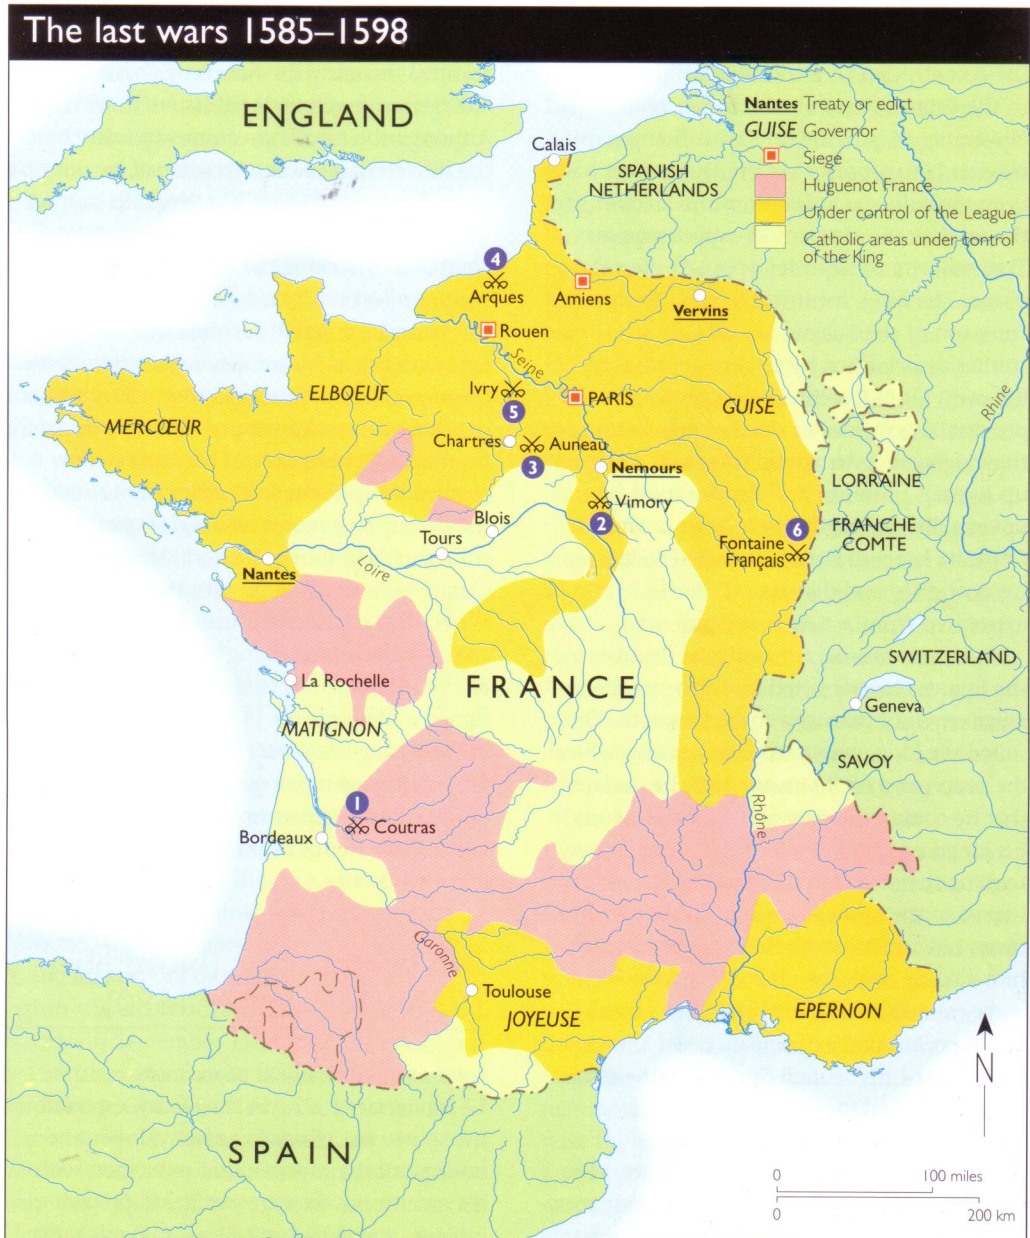 The last wars 1585–1598
ENGLAND
Nantes Treaty or edict
GUISE Governor
Siege
Huguenot France
Under control of the League
Catholic areas under control
of the King
Calais
SPANISH
NETHERLANDS
4
Arques
Amiens
Vervins
Rouen
Seine
Rhine
ELBOEUF
Ivry
5
PARIS
GUISE
MERCŒUR
Chartres
Auneau
3
Nemours
LORRAINE
Vimory
2
Blois
Tours
6
Fontaine
Français
FRANCHE
COMTE
Nantes
Loire
SWITZERLAND
FRANCE
La Rochelle
Geneva
MATIGNON
SAVOY
1
Coutras
Bordeaux
Rhône
Garonne
Toulouse
JOYEUSE
EPERNON
N
SPAIN
0 100 miles
0 200 km